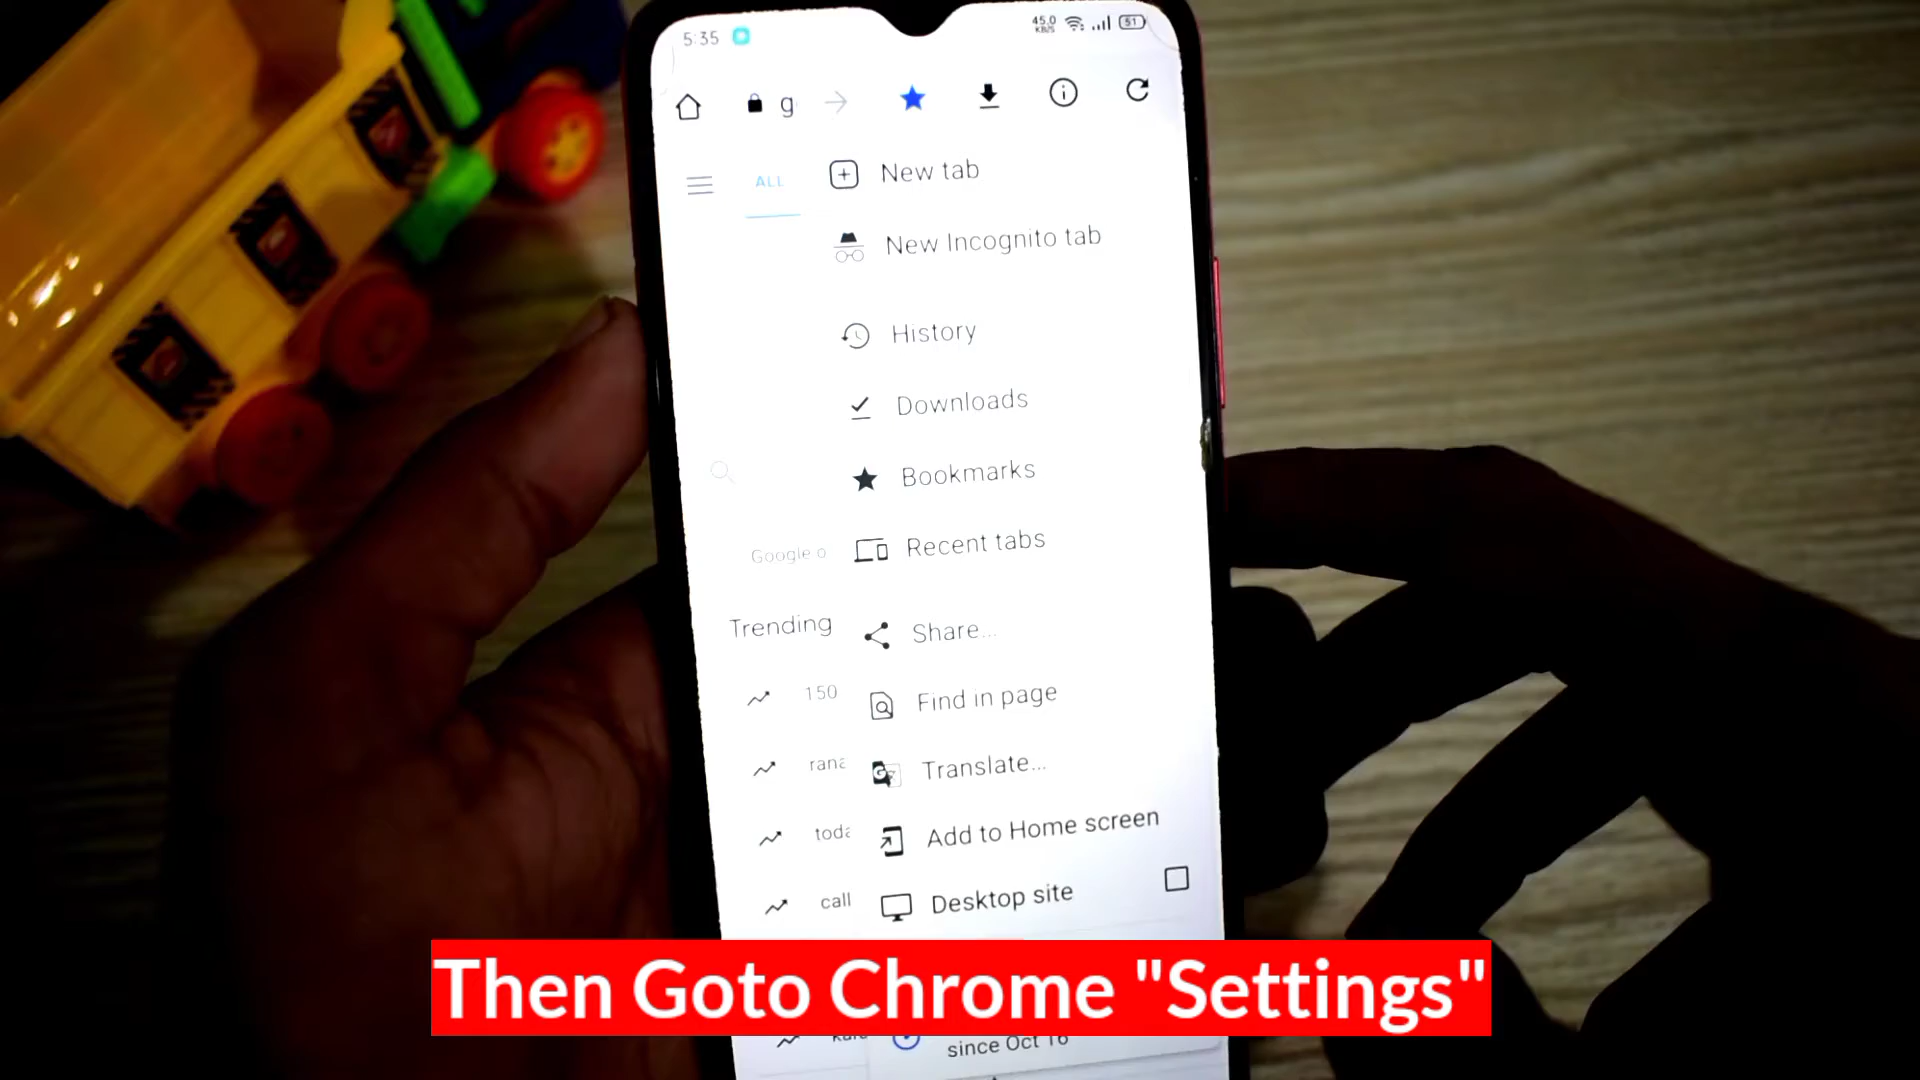 5:35
45.0
KB/S
51
g
ALL
New tab
New Incognito tab
History
Downloads
Bookmarks
Google o
Recent tabs
Trending
Share...
150
Find in page
Translate...
Add to Home screen
call
Desktop site
Then Goto Chrome "Settings"
since Oct 16